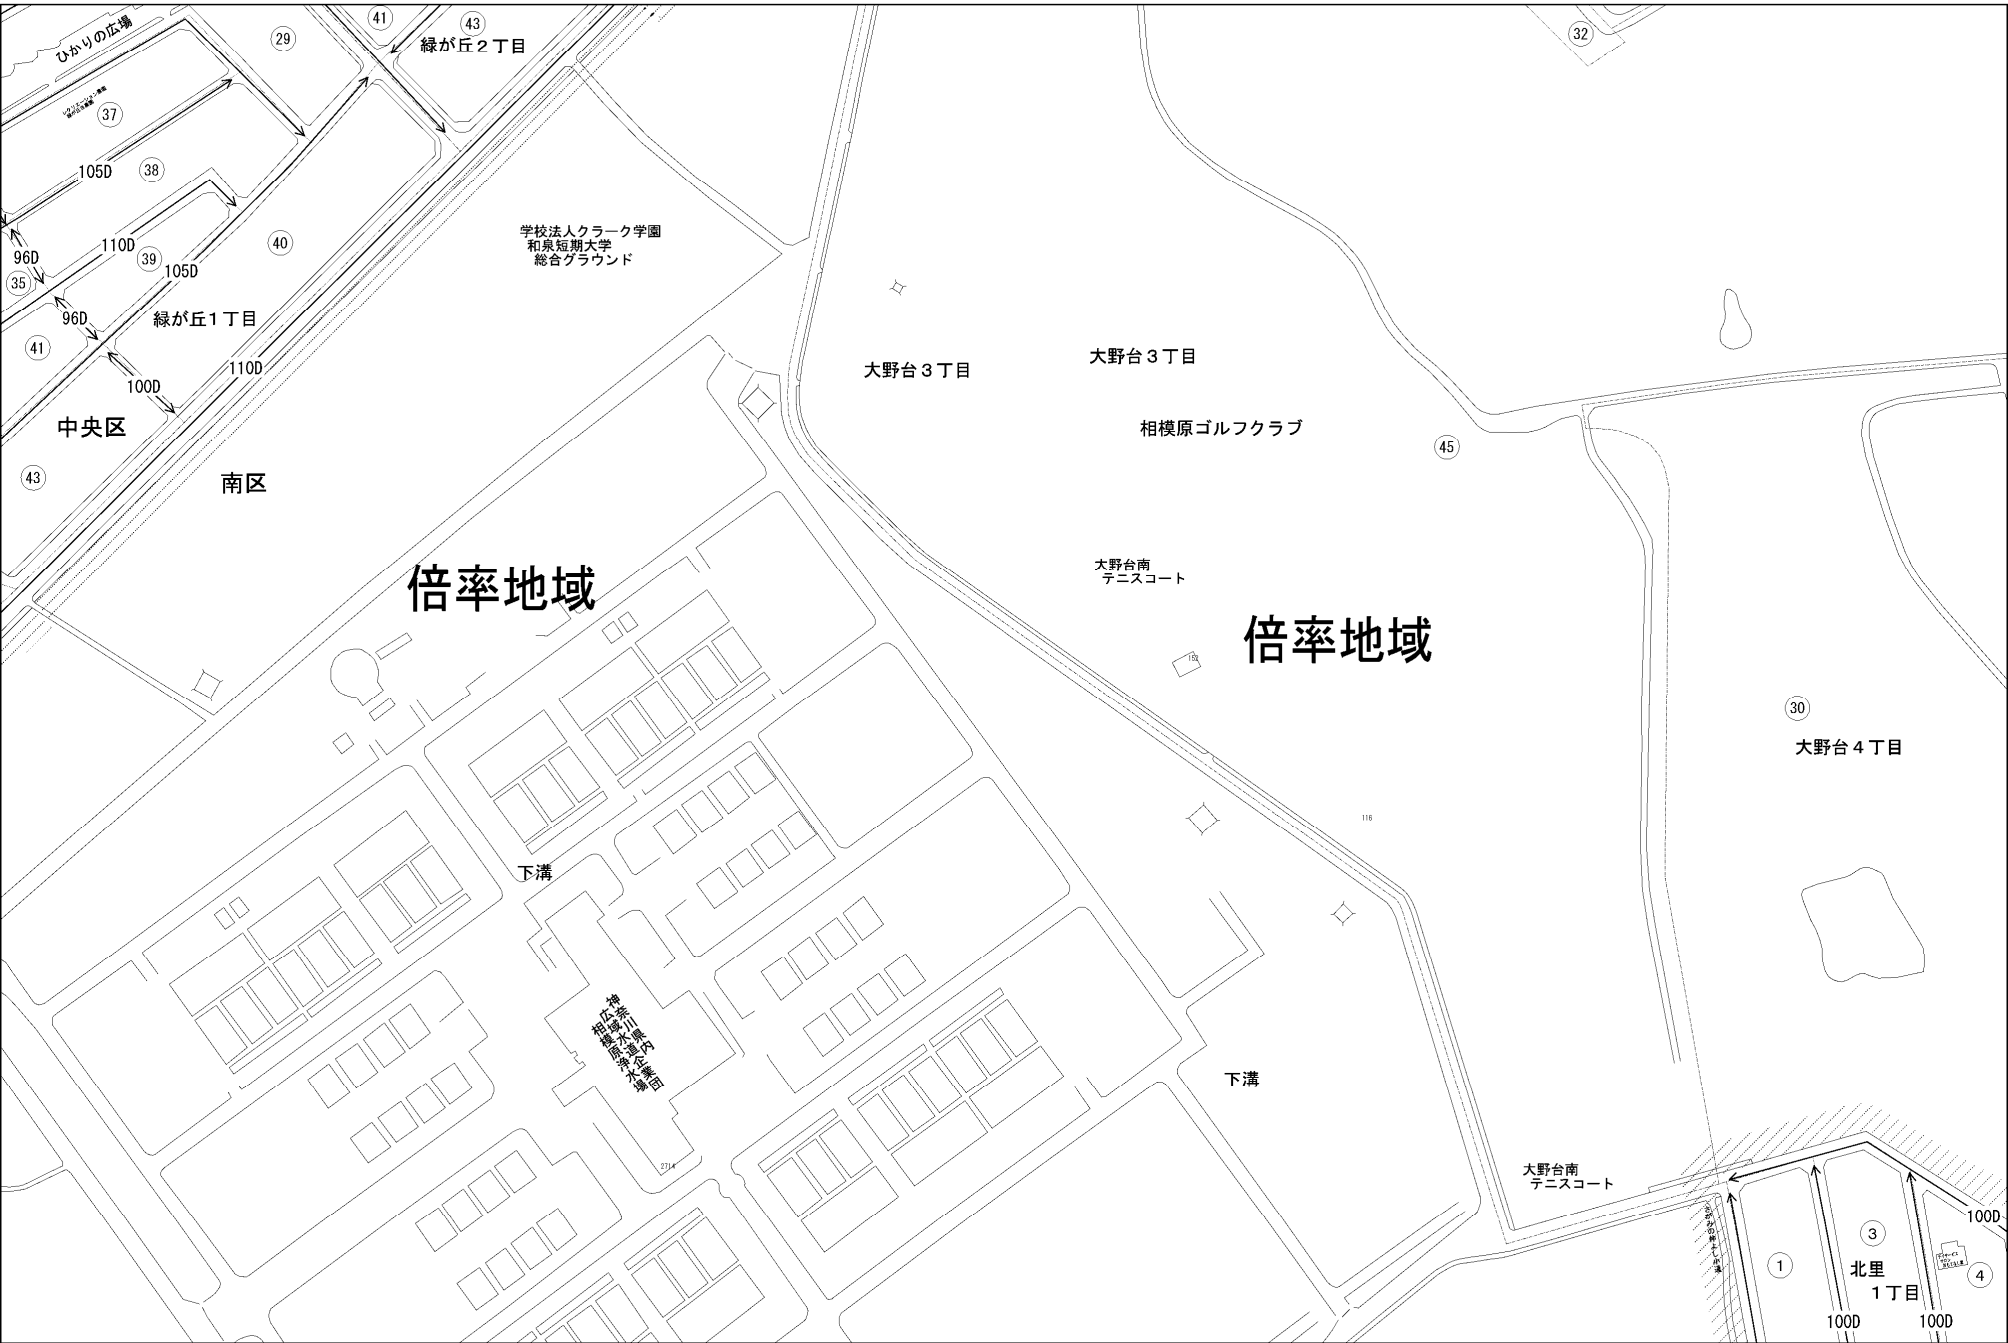 ひかりの広場
29
41
43
緑が丘２丁目
32
37
105D
38
96D
110D
39
105D
40
35
96D
緑が丘１丁目
41
100D
110D
中央区
43
南区
学校法人クラーク学園
和泉短期大学
総合グラウンド
大野台３丁目
大野台３丁目
相模原ゴルフクラブ
45
倍率地域
大野台南
テニスコート
倍率地域
152
30
大野台４丁目
116
下溝
神奈川県内
広域水道企業団
相模原浄水場
2714
下溝
大野台南
テニスコート
100D
3
1
北里
１丁目
4
100D
100D